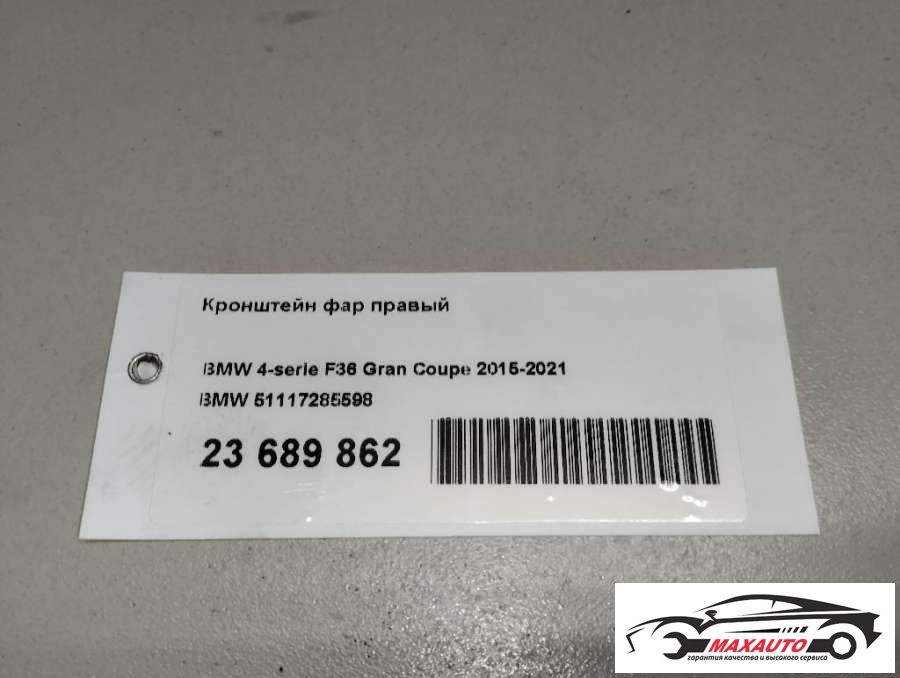 Кронштейн фар правый
BMW 4-serie F36 Gran Coupe 2015-2021
BMW 51117285598
23 689 862
MAXAUTO
гарантия качества и высокого сервиса